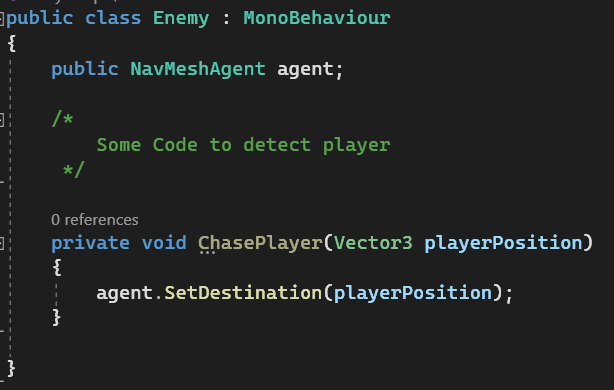 public class Enemy : MonoBehaviour
{
public NavMeshAgent agent;
/*
Some Code to detect player
*/
0 references
private void ChasePlayer(Vector3 playerPosition)
{
agent.SetDestination(playerPosition);
}
}